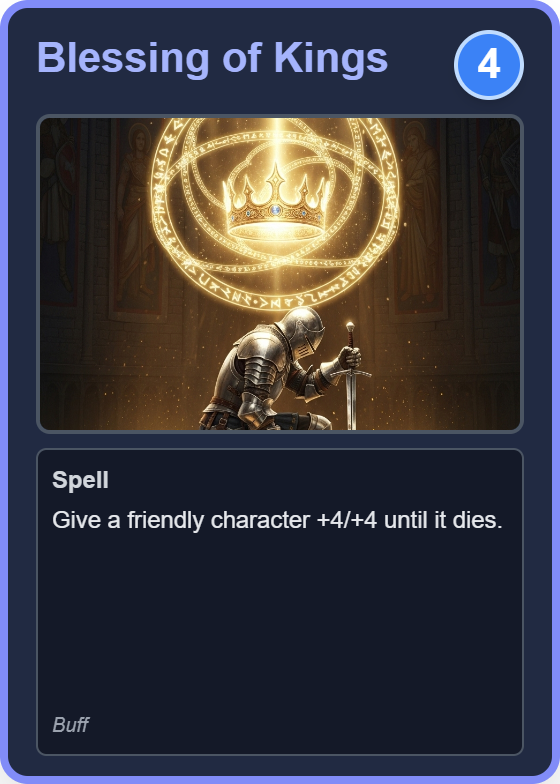 Blessing of Kings
4
Spell
Give a friendly character +4/+4 until it dies.
Buff